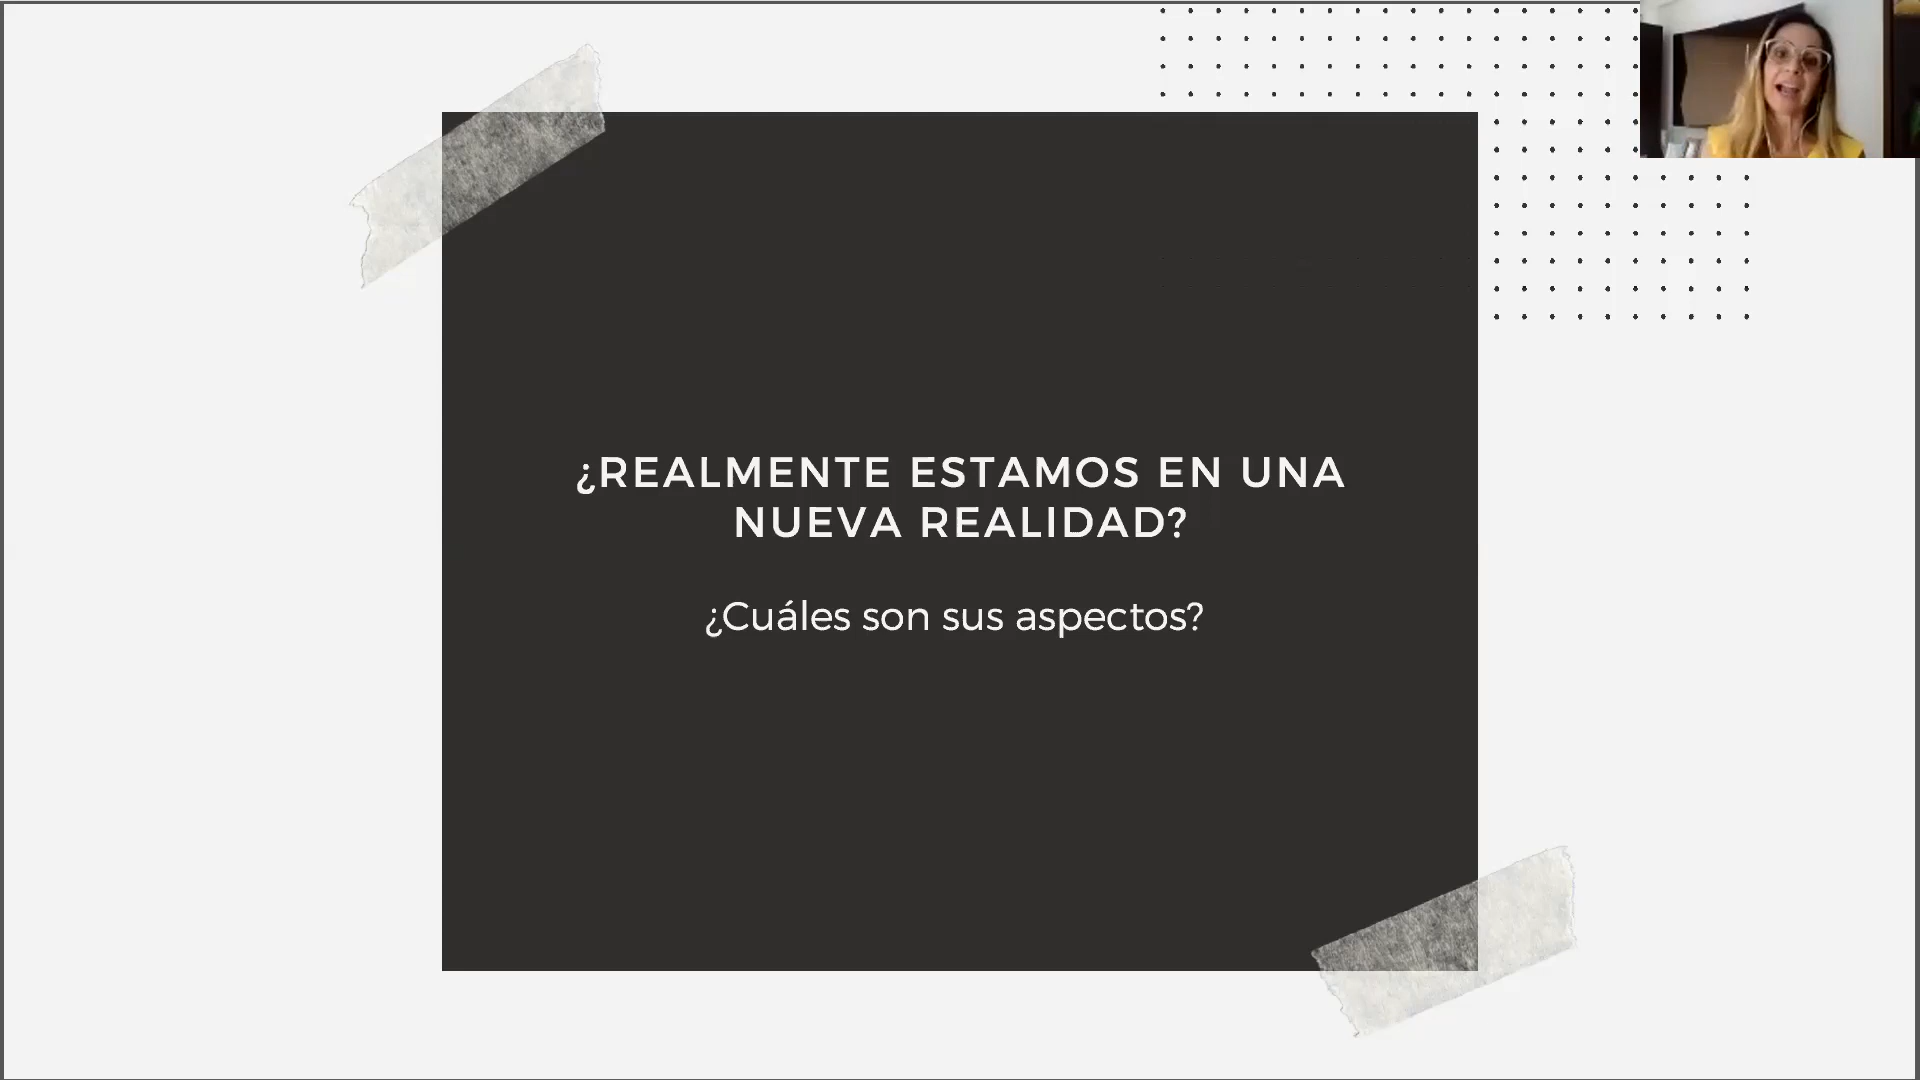 ¿REALMENTE ESTAMOS EN UNA
NUEVA REALIDAD?
¿Cuáles son sus aspectos?